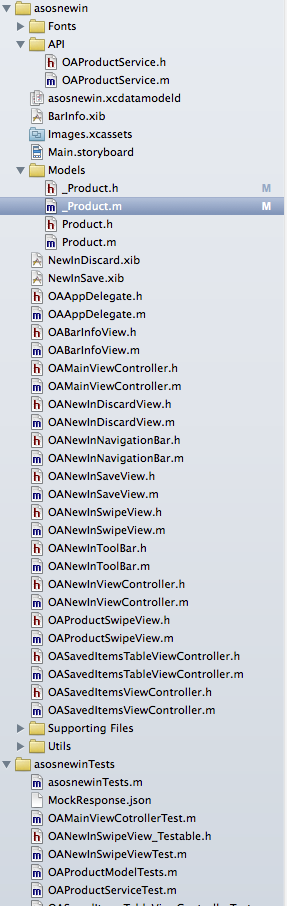 asosnewin
Fonts
API
h OAProductService.h
m OAProductService.m
asosnewin.xcdatamodeld
BarInfo.xib
Images.xcassets
Main.storyboard
Models
h _Product.h M
m _Product.m M
h Product.h
m Product.m
NewInDiscard.xib
NewInSave.xib
h OAAppDelegate.h
m OAAppDelegate.m
h OABarInfoView.h
m OABarInfoView.m
h OAMainViewController.h
m OAMainViewController.m
h OANewInDiscardView.h
m OANewInDiscardView.m
h OANewInNavigationBar.h
m OANewInNavigationBar.m
h OANewInSaveView.h
m OANewInSaveView.m
h OANewInSwipeView.h
m OANewInSwipeView.m
h OANewInToolBar.h
m OANewInToolBar.m
h OANewInViewController.h
m OANewInViewController.m
h OAProductSwipeView.h
m OAProductSwipeView.m
h OASavedItemsTableViewController.h
m OASavedItemsTableViewController.m
h OASavedItemsViewController.h
m OASavedItemsViewController.m
Supporting Files
Utils
asosnewinTests
m asosnewinTests.m
MockResponse.json
m OAMainViewCotrollerTest.m
h OANewInSwipeView_Testable.h
m OANewInSwipeViewTest.m
m OAProductModelTests.m
m OAProductServiceTest.m